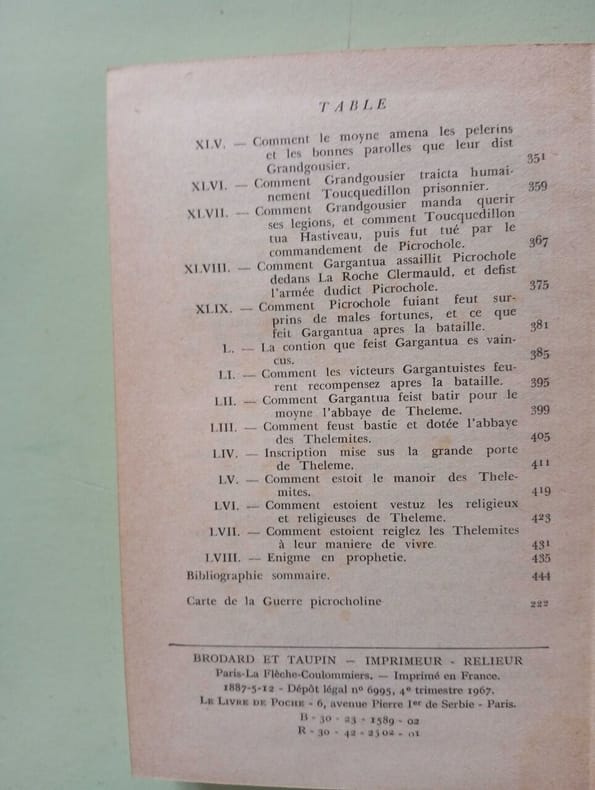 TABLE
XLV. — Comment le moyne amena les pelerins
et les bonnes parolles que leur dist
Grandgousier. 351
XLVI. — Comment Grandgousier traicta humai-
nement Toucquedillon prisonnier. 359
XLVII. — Comment Grandgousier manda querir
ses legions, et comment Toucquedillon
tua Hastiveau, puis fut tué par le
commandement de Picrochole. 367
XLVIII. — Comment Gargantua assaillit Picrochole
dedans La Roche Clermauld, et defist
l'armée dudict Picrochole. 375
XLIX. — Comment Picrochole fuiant feut sur-
prins de males fortunes, et ce que
feit Gargantua apres la bataille. 381
L. — La contion que feist Gargantua es vain-
cus. 385
LI. — Comment les victeurs Gargantuistes feu-
rent recompensez apres la bataille. 395
LII. — Comment Gargantua feist batir pour le
moyne l'abbaye de Theleme. 399
LIII. — Comment feust bastie et dotée l'abbaye
des Thelemites. 405
LIV. — Inscription mise sus la grande porte
de Theleme. 411
LV. — Comment estoit le manoir des Thele-
mites. 419
LVI. — Comment estoient vestuz les religieux
et religieuses de Theleme. 423
LVII. — Comment estoient reiglez les Thelemites
à leur maniere de vivre. 431
LVIII. — Enigme en prophetie. 435
Bibliographie sommaire. 444
Carte de la Guerre picrocholine 222
BRODARD ET TAUPIN — IMPRIMEUR - RELIEUR
Paris-La Flèche-Coulommiers. — Imprimé en France.
1887-5-12 - Dépôt légal nº 6995, 4e trimestre 1967.
LE LIVRE DE POCHE - 6, avenue Pierre Ier de Serbie - Paris.
B - 30 - 23 - 1589 - 02
R - 30 - 42 - 2302 - 01